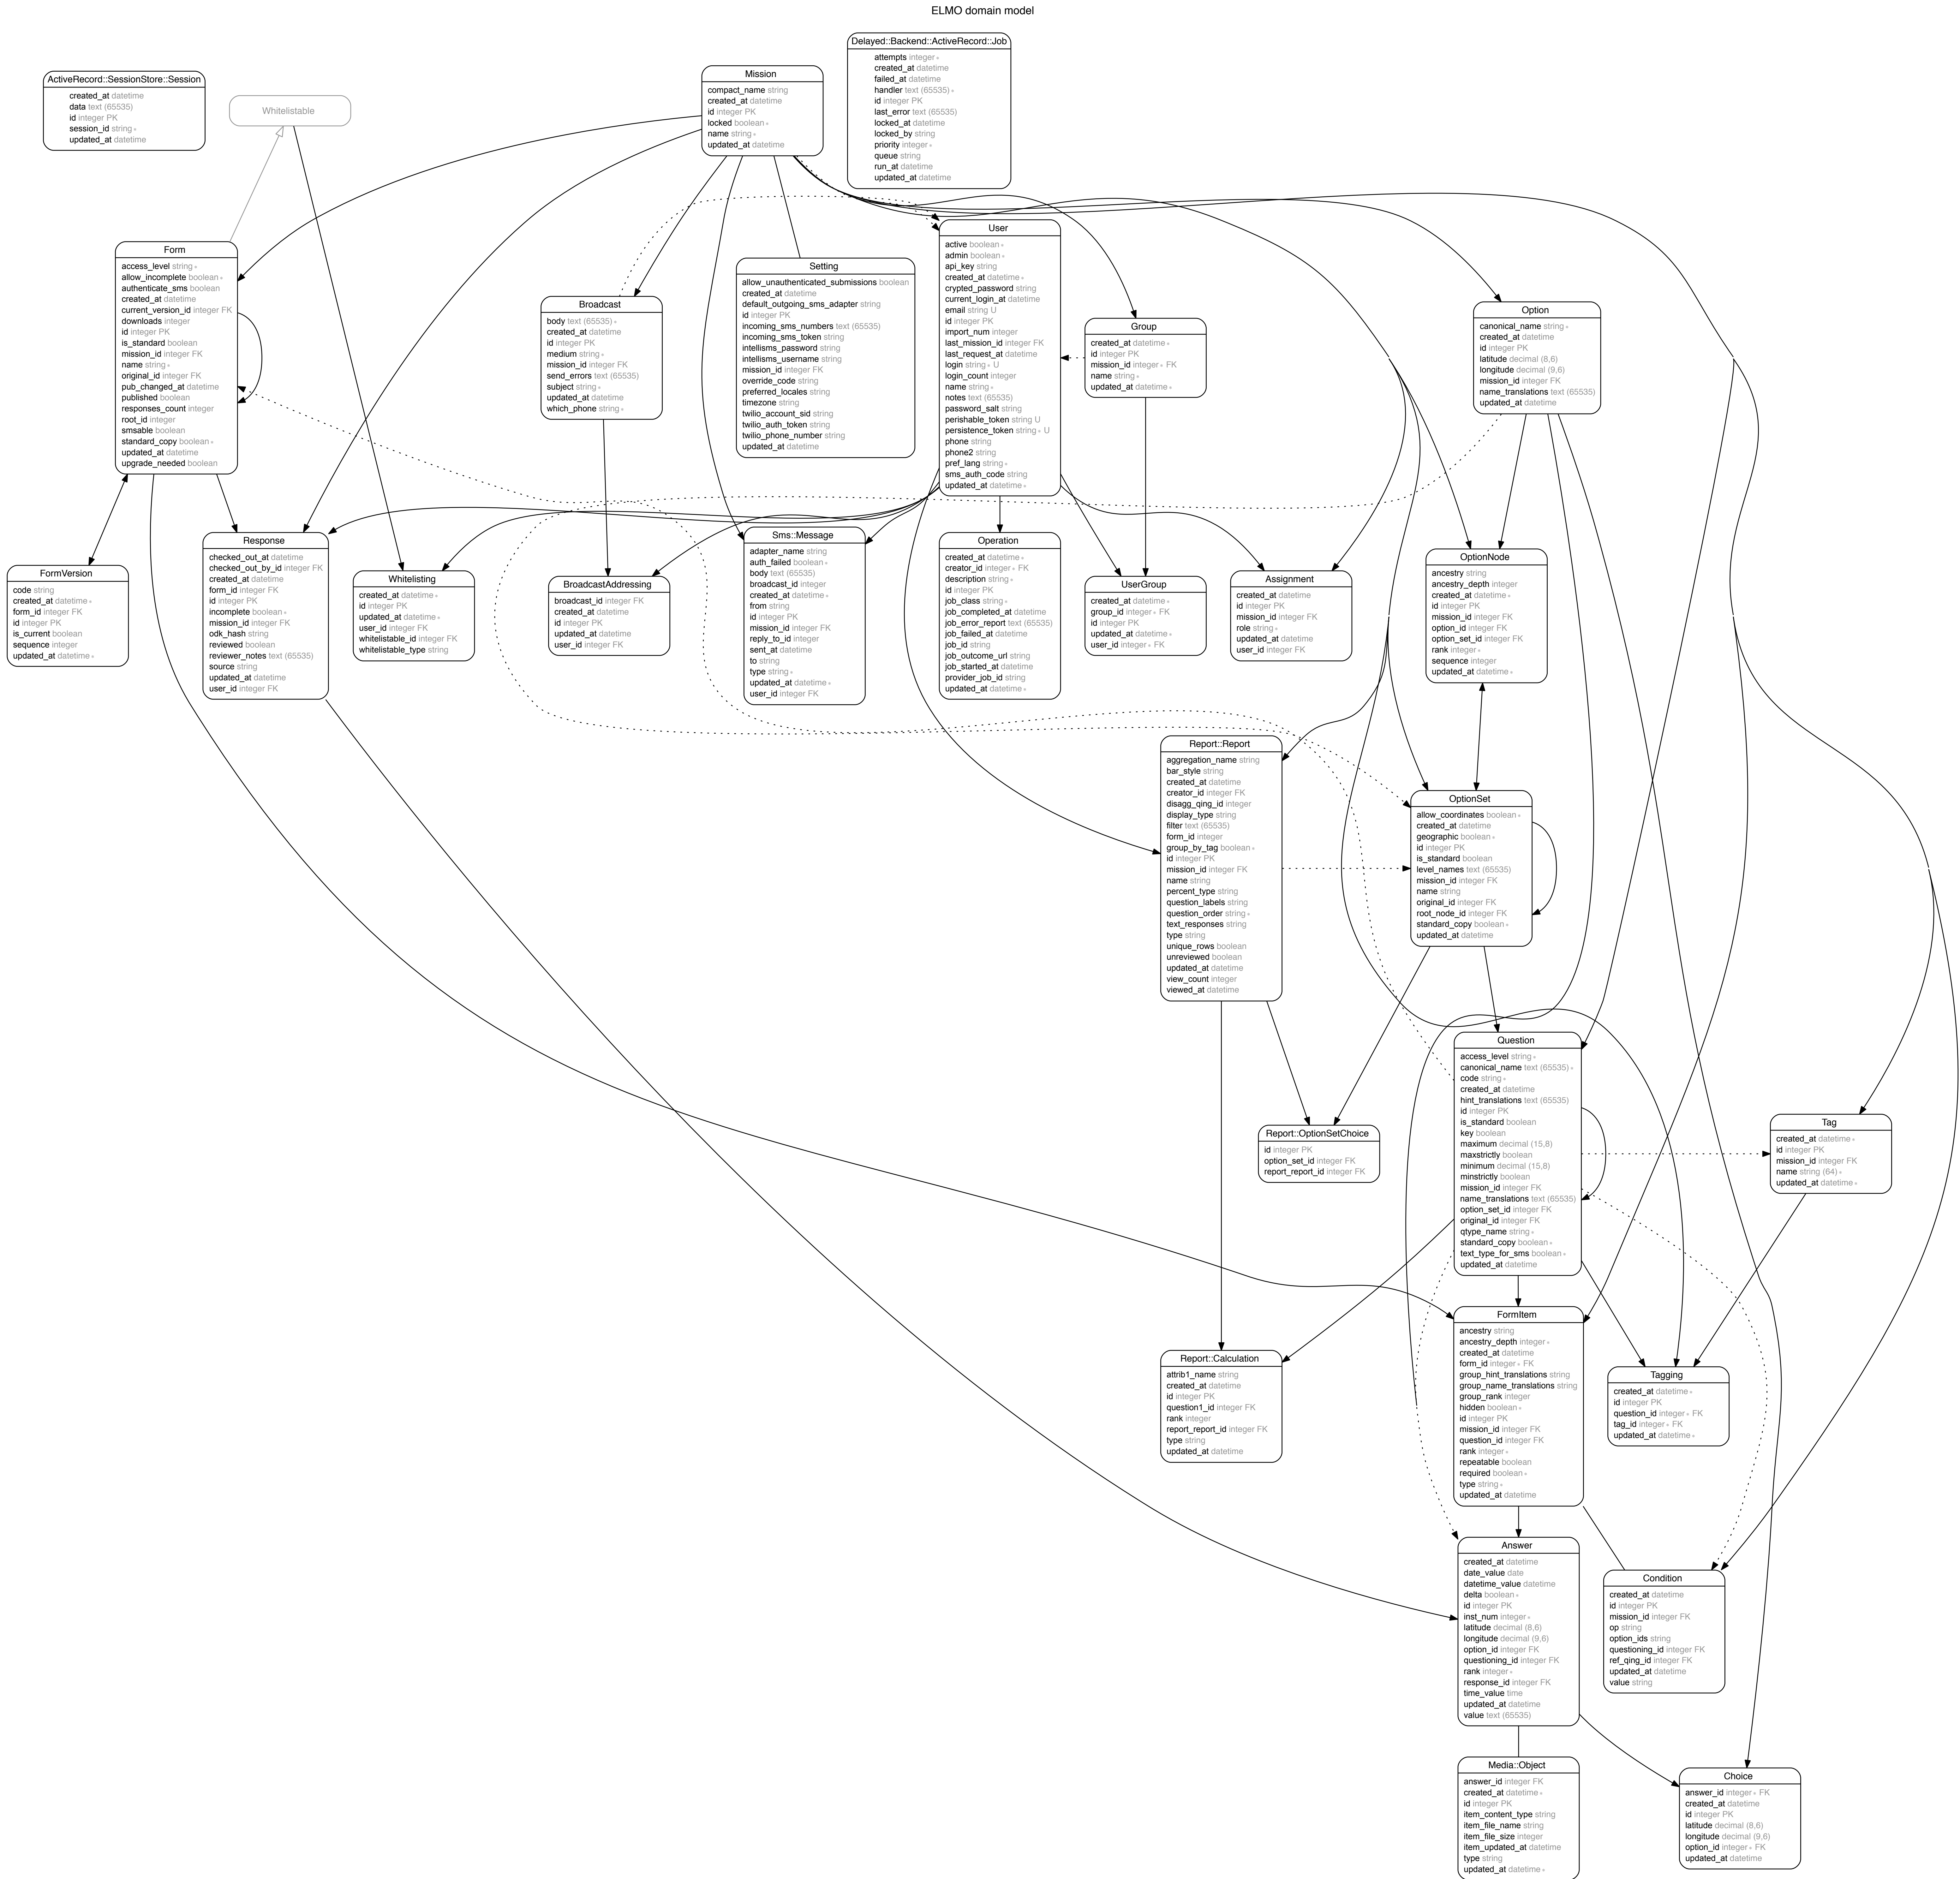 ELMO domain model
Delayed::Backend::ActiveRecord::Job
attempts integer ∗
created_at datetime
failed_at datetime
handler text (65535) ∗
id integer PK
last_error text (65535)
locked_at datetime
locked_by string
priority integer ∗
queue string
run_at datetime
updated_at datetime
Mission
compact_name string
created_at datetime
id integer PK
locked boolean ∗
name string ∗
updated_at datetime
ActiveRecord::SessionStore::Session
created_at datetime
data text (65535)
id integer PK
session_id string ∗
updated_at datetime
Whitelistable
Form
access_level string ∗
allow_incomplete boolean ∗
authenticate_sms boolean
created_at datetime
current_version_id integer FK
downloads integer
id integer PK
is_standard boolean
mission_id integer FK
name string ∗
original_id integer FK
pub_changed_at datetime
published boolean
responses_count integer
root_id integer
smsable boolean
standard_copy boolean ∗
updated_at datetime
upgrade_needed boolean
Broadcast
body text (65535) ∗
created_at datetime
id integer PK
medium string ∗
mission_id integer FK
send_errors text (65535)
subject string ∗
updated_at datetime
which_phone string ∗
Setting
allow_unauthenticated_submissions boolean
created_at datetime
default_outgoing_sms_adapter string
id integer PK
incoming_sms_numbers text (65535)
incoming_sms_token string
intellisms_password string
intellisms_username string
mission_id integer FK
override_code string
preferred_locales string
timezone string
twilio_account_sid string
twilio_auth_token string
twilio_phone_number string
updated_at datetime
User
active boolean ∗
admin boolean ∗
api_key string
created_at datetime ∗
crypted_password string
current_login_at datetime
email string U
id integer PK
import_num integer
last_mission_id integer FK
last_request_at datetime
login string ∗ U
login_count integer
name string ∗
notes text (65535)
password_salt string
perishable_token string U
persistence_token string ∗ U
phone string
phone2 string
pref_lang string ∗
sms_auth_code string
updated_at datetime ∗
Group
created_at datetime ∗
id integer PK
mission_id integer ∗ FK
name string ∗
updated_at datetime ∗
Option
canonical_name string ∗
created_at datetime
id integer PK
latitude decimal (8,6)
longitude decimal (9,6)
mission_id integer FK
name_translations text (65535)
updated_at datetime
FormVersion
code string
created_at datetime ∗
form_id integer FK
id integer PK
is_current boolean
sequence integer
updated_at datetime ∗
Response
checked_out_at datetime
checked_out_by_id integer FK
created_at datetime
form_id integer FK
id integer PK
incomplete boolean ∗
mission_id integer FK
odk_hash string
reviewed boolean
reviewer_notes text (65535)
source string
updated_at datetime
user_id integer FK
Whitelisting
created_at datetime ∗
id integer PK
updated_at datetime ∗
user_id integer FK
whitelistable_id integer FK
whitelistable_type string
BroadcastAddressing
broadcast_id integer FK
created_at datetime
id integer PK
updated_at datetime
user_id integer FK
Sms::Message
adapter_name string
auth_failed boolean ∗
body text (65535)
broadcast_id integer
created_at datetime ∗
from string
id integer PK
mission_id integer FK
reply_to_id integer
sent_at datetime
to string
type string ∗
updated_at datetime ∗
user_id integer FK
Operation
created_at datetime ∗
creator_id integer ∗ FK
description string ∗
id integer PK
job_class string ∗
job_completed_at datetime
job_error_report text (65535)
job_failed_at datetime
job_id string
job_outcome_url string
job_started_at datetime
provider_job_id string
updated_at datetime ∗
UserGroup
created_at datetime ∗
group_id integer ∗ FK
id integer PK
updated_at datetime ∗
user_id integer ∗ FK
Assignment
created_at datetime
id integer PK
mission_id integer FK
role string ∗
updated_at datetime
user_id integer FK
OptionNode
ancestry string
ancestry_depth integer
created_at datetime ∗
id integer PK
mission_id integer FK
option_id integer FK
option_set_id integer FK
rank integer ∗
sequence integer
updated_at datetime ∗
Report::Report
aggregation_name string
bar_style string
created_at datetime
creator_id integer FK
disagg_qing_id integer
display_type string
filter text (65535)
form_id integer
group_by_tag boolean ∗
id integer PK
mission_id integer FK
name string
percent_type string
question_labels string
question_order string ∗
text_responses string
type string
unique_rows boolean
unreviewed boolean
updated_at datetime
view_count integer
viewed_at datetime
OptionSet
allow_coordinates boolean ∗
created_at datetime
geographic boolean ∗
id integer PK
is_standard boolean
level_names text (65535)
mission_id integer FK
name string
original_id integer FK
root_node_id integer FK
standard_copy boolean ∗
updated_at datetime
Question
access_level string ∗
canonical_name text (65535) ∗
code string ∗
created_at datetime
hint_translations text (65535)
id integer PK
is_standard boolean
key boolean
maximum decimal (15,8)
maxstrictly boolean
minimum decimal (15,8)
minstrictly boolean
mission_id integer FK
name_translations text (65535)
option_set_id integer FK
original_id integer FK
qtype_name string ∗
standard_copy boolean ∗
text_type_for_sms boolean ∗
updated_at datetime
Report::OptionSetChoice
id integer PK
option_set_id integer FK
report_report_id integer FK
Tag
created_at datetime ∗
id integer PK
mission_id integer FK
name string (64) ∗
updated_at datetime ∗
Report::Calculation
attrib1_name string
created_at datetime
id integer PK
question1_id integer FK
rank integer
report_report_id integer FK
type string
updated_at datetime
FormItem
ancestry string
ancestry_depth integer ∗
created_at datetime
form_id integer ∗ FK
group_hint_translations string
group_name_translations string
group_rank integer
hidden boolean ∗
id integer PK
mission_id integer FK
question_id integer FK
rank integer ∗
repeatable boolean
required boolean ∗
type string ∗
updated_at datetime
Tagging
created_at datetime ∗
id integer PK
question_id integer ∗ FK
tag_id integer ∗ FK
updated_at datetime ∗
Answer
created_at datetime
date_value date
datetime_value datetime
delta boolean ∗
id integer PK
inst_num integer ∗
latitude decimal (8,6)
longitude decimal (9,6)
option_id integer FK
questioning_id integer FK
rank integer ∗
response_id integer FK
time_value time
updated_at datetime
value text (65535)
Condition
created_at datetime
id integer PK
mission_id integer FK
op string
option_ids string
questioning_id integer FK
ref_qing_id integer FK
updated_at datetime
value string
Media::Object
answer_id integer FK
created_at datetime ∗
id integer PK
item_content_type string
item_file_name string
item_file_size integer
item_updated_at datetime
type string
updated_at datetime ∗
Choice
answer_id integer ∗ FK
created_at datetime
id integer PK
latitude decimal (8,6)
longitude decimal (9,6)
option_id integer ∗ FK
updated_at datetime